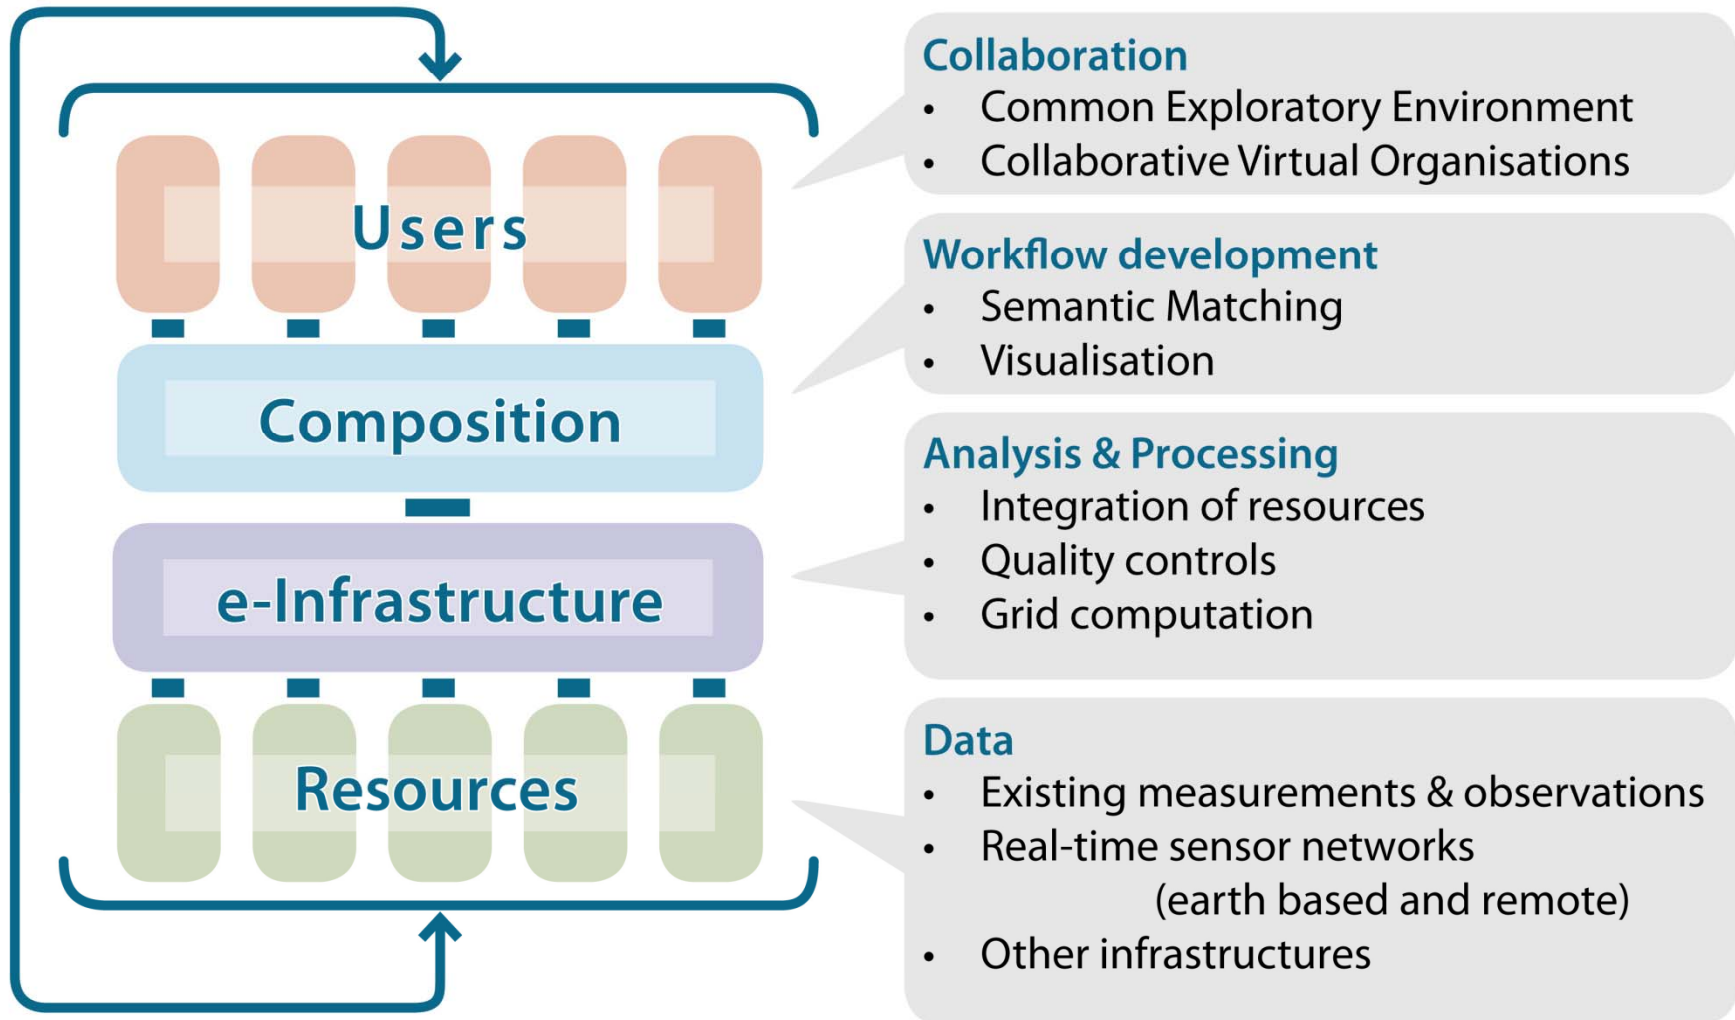 Users
Composition
e-Infrastructure
Resources
Collaboration
• Common Exploratory Environment
• Collaborative Virtual Organisations
Workflow development
• Semantic Matching
• Visualisation
Analysis & Processing
• Integration of resources
• Quality controls
• Grid computation
Data
• Existing measurements & observations
• Real-time sensor networks
(earth based and remote)
• Other infrastructures